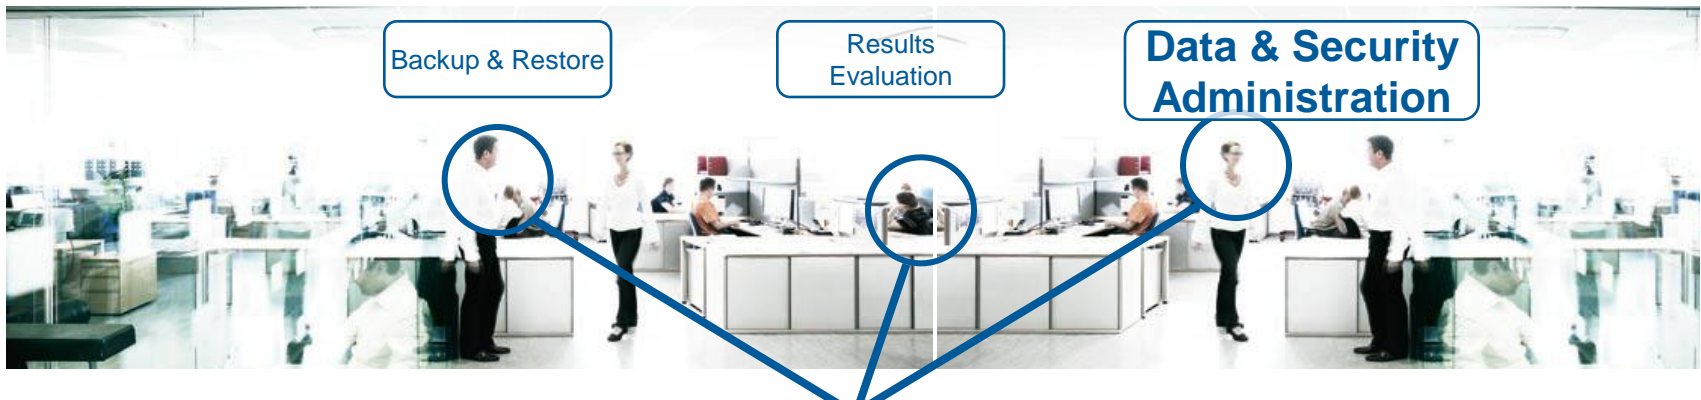 Backup & Restore
Results
Evaluation
Data & Security
Administration